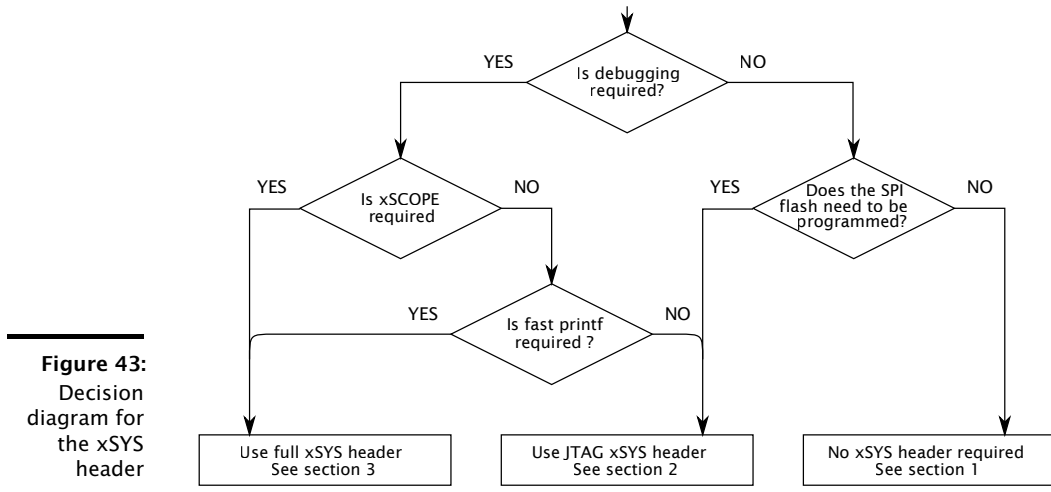 YES
Is debugging
required?
NO
YES
Is xSCOPE
required
NO
YES
Does the SPI
flash need to be
programmed?
NO
YES
Is fast printf
required ?
NO
Figure 43:
Decision
diagram for
the xSYS
header
Use full xSYS header
See section 3
Use JTAG xSYS header
See section 2
No xSYS header required
See section 1